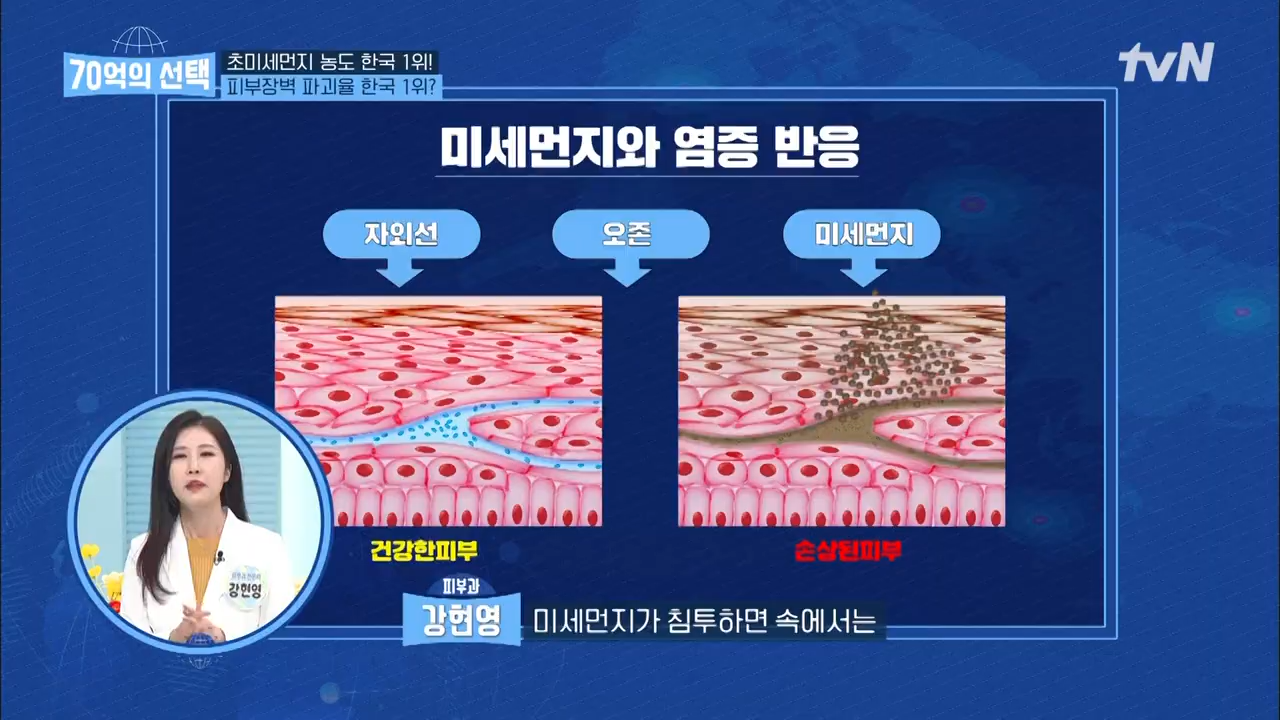 70억의 선택
초미세먼지 농도 한국 1위!
피부장벽 파괴율 한국 1위?
tvN
미세먼지와 염증 반응
자외선
오존
미세먼지
건강한피부
손상된피부
강현영
피부과
강현영
미세먼지가 침투하면 속에서는